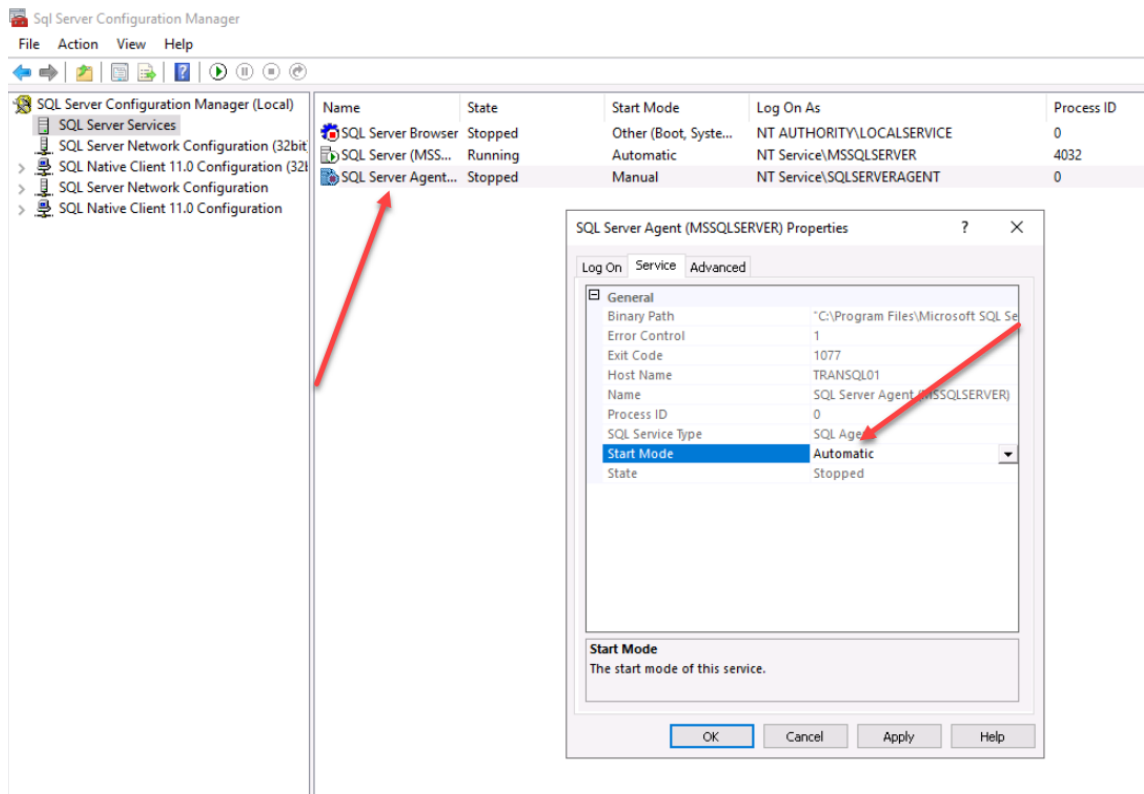 Sql Server Configuration Manager
File Action View Help
SQL Server Configuration Manager (Local)
SQL Server Services
SQL Server Network Configuration (32bit
SQL Native Client 11.0 Configuration (32b
SQL Server Network Configuration
SQL Native Client 11.0 Configuration
Name State Start Mode Log On As Process ID
SQL Server Browser Stopped Other (Boot, Syste... NT AUTHORITY\LOCALSERVICE 0
SQL Server (MSS... Running Automatic NT Service\MSSQLSERVER 4032
SQL Server Agent... Stopped Manual NT Service\SQLSERVERAGENT 0
SQL Server Agent (MSSQLSERVER) Properties ? X
Log On Service Advanced
General
Binary Path "C:\Program Files\Microsoft SQL Se
Error Control 1
Exit Code 1077
Host Name TRANSQL01
Name SQL Server Agent (MSSQLSERVER)
Process ID 0
SQL Service Type SQL Agent
Start Mode Automatic
State Stopped
Start Mode
The start mode of this service.
OK Cancel Apply Help